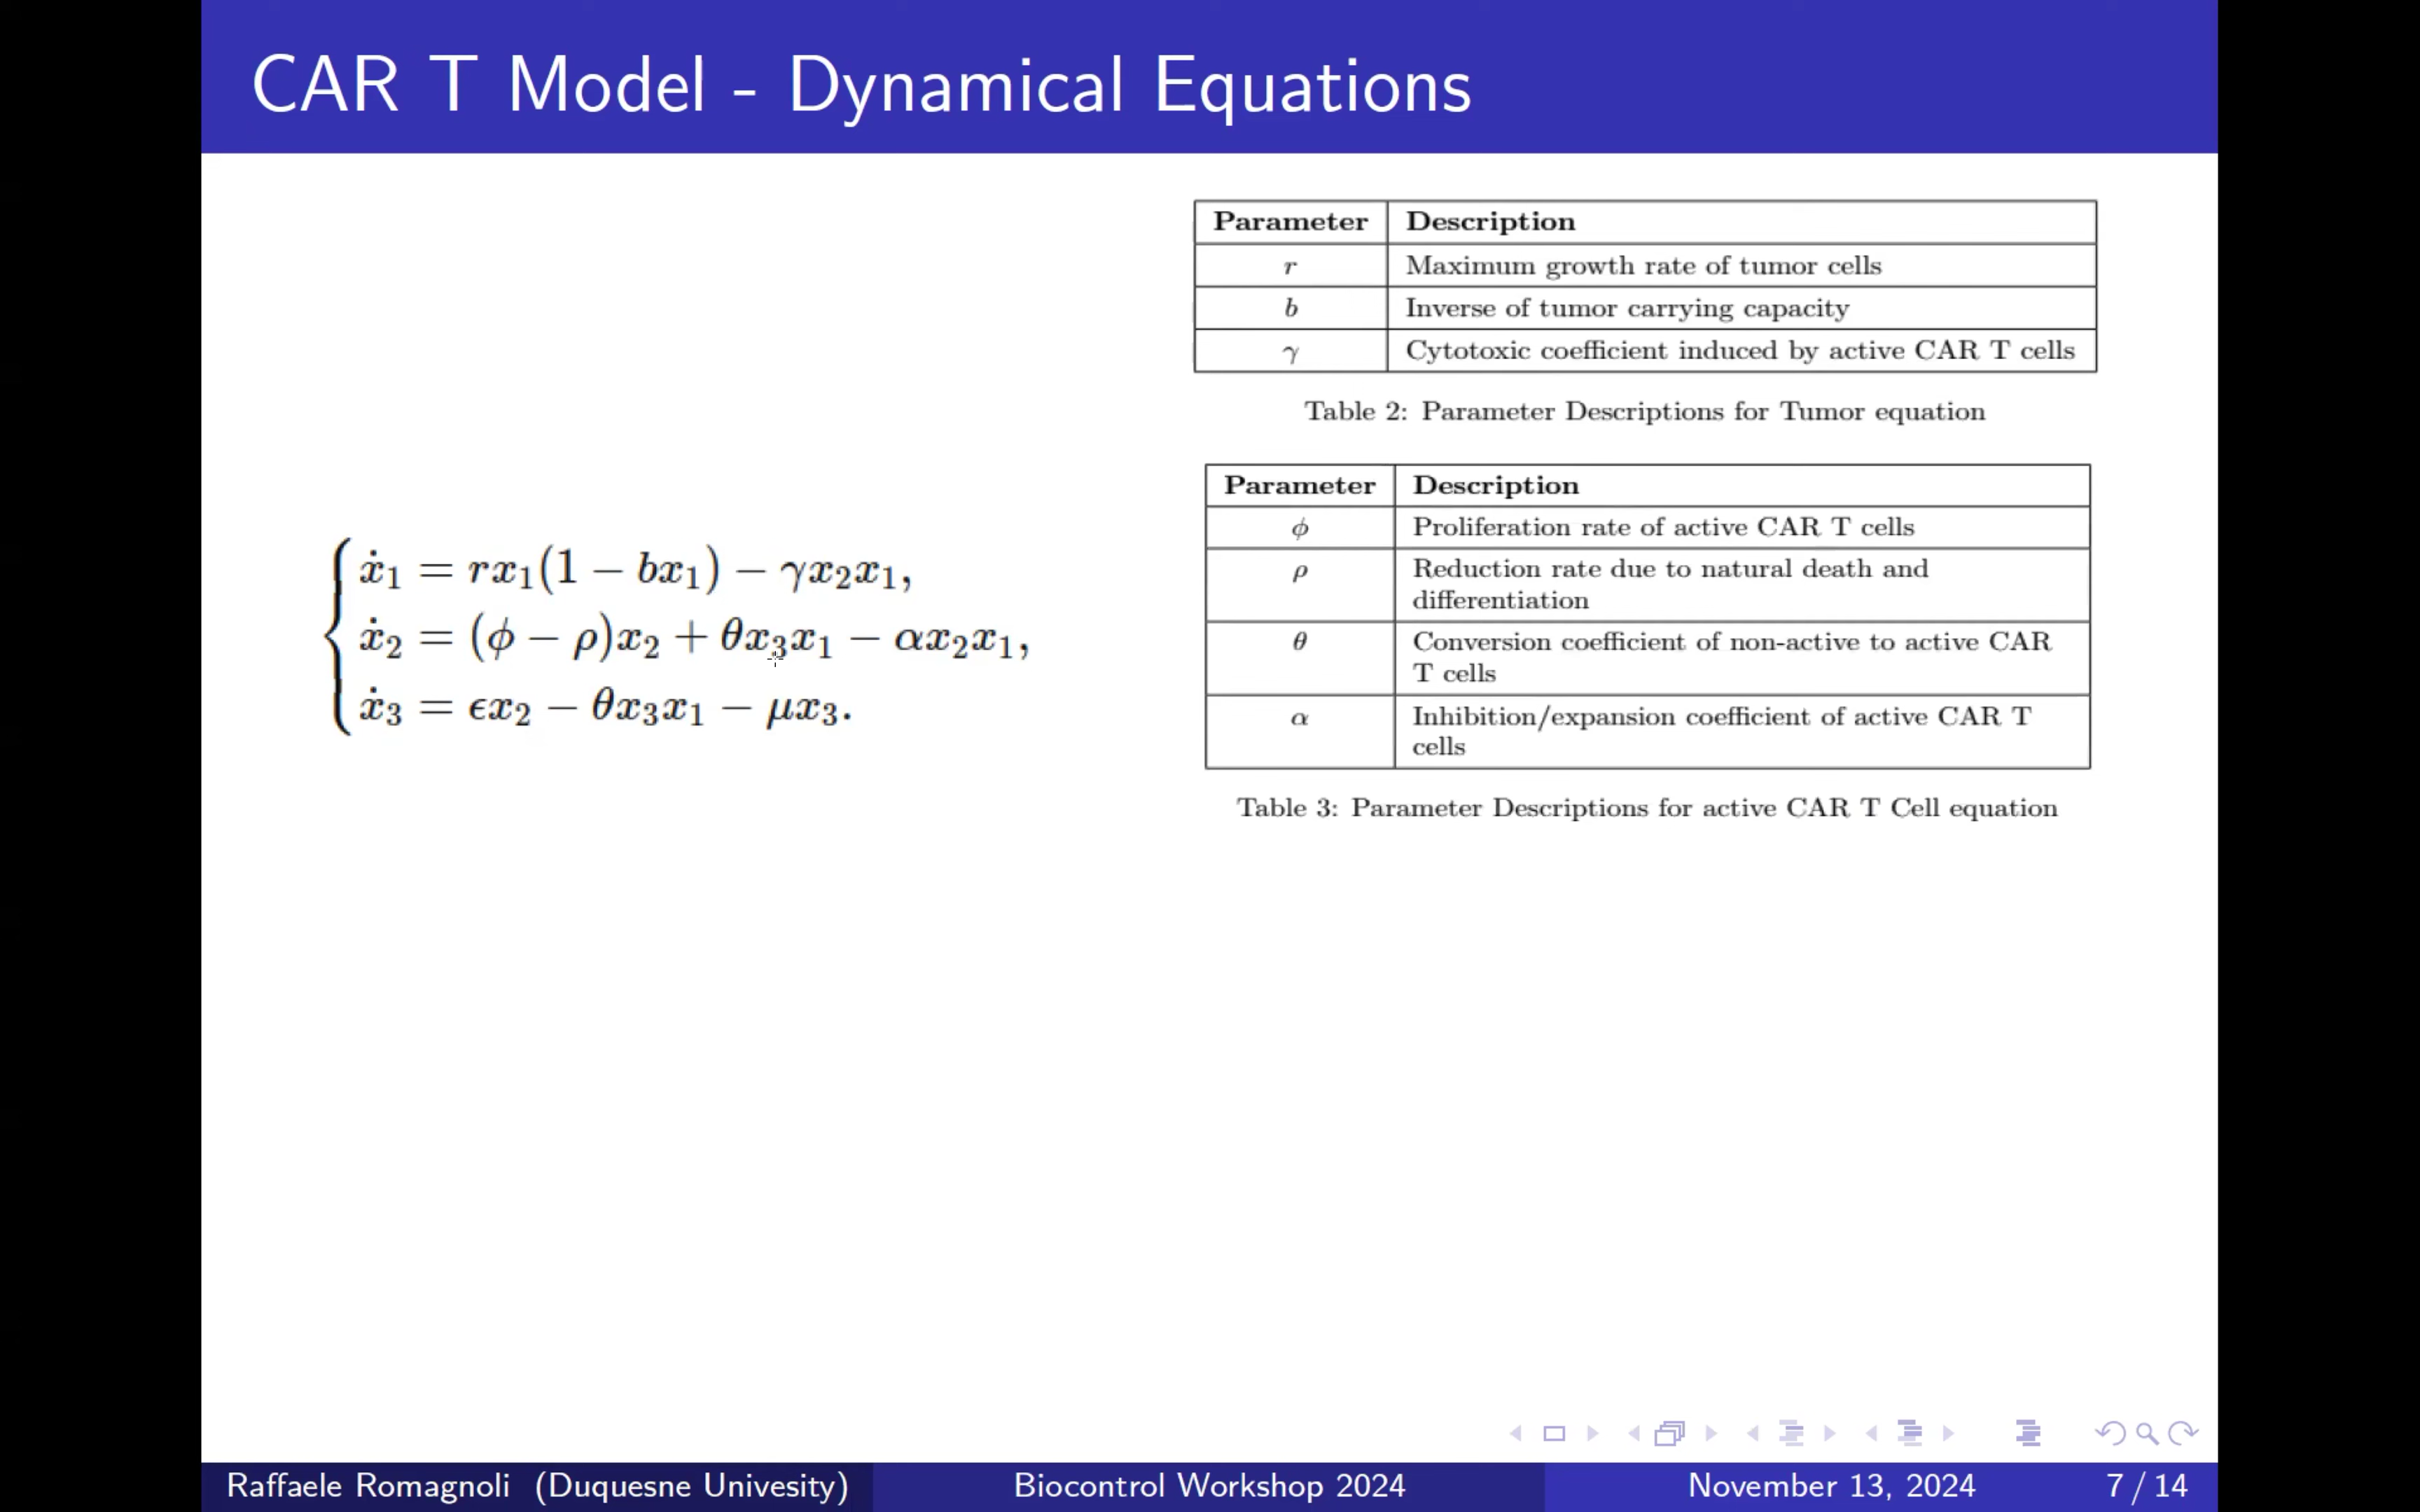 CAR T Model - Dynamical Equations
ẋ₁ = rx₁(1 − bx₁) − γx₂x₁,
ẋ₂ = (ϕ − ρ)x₂ + θx₃x₁ − αx₂x₁,
ẋ₃ = ϵx₂ − θx₃x₁ − μx₃.
Parameter Description
r Maximum growth rate of tumor cells
b Inverse of tumor carrying capacity
γ Cytotoxic coefficient induced by active CAR T cells
Table 2: Parameter Descriptions for Tumor equation
Parameter Description
ϕ Proliferation rate of active CAR T cells
ρ Reduction rate due to natural death and
differentiation
θ Conversion coefficient of non-active to active CAR
T cells
α Inhibition/expansion coefficient of active CAR T
cells
Table 3: Parameter Descriptions for active CAR T Cell equation
Raffaele Romagnoli (Duquesne Univesity) Biocontrol Workshop 2024 November 13, 2024 7 / 14